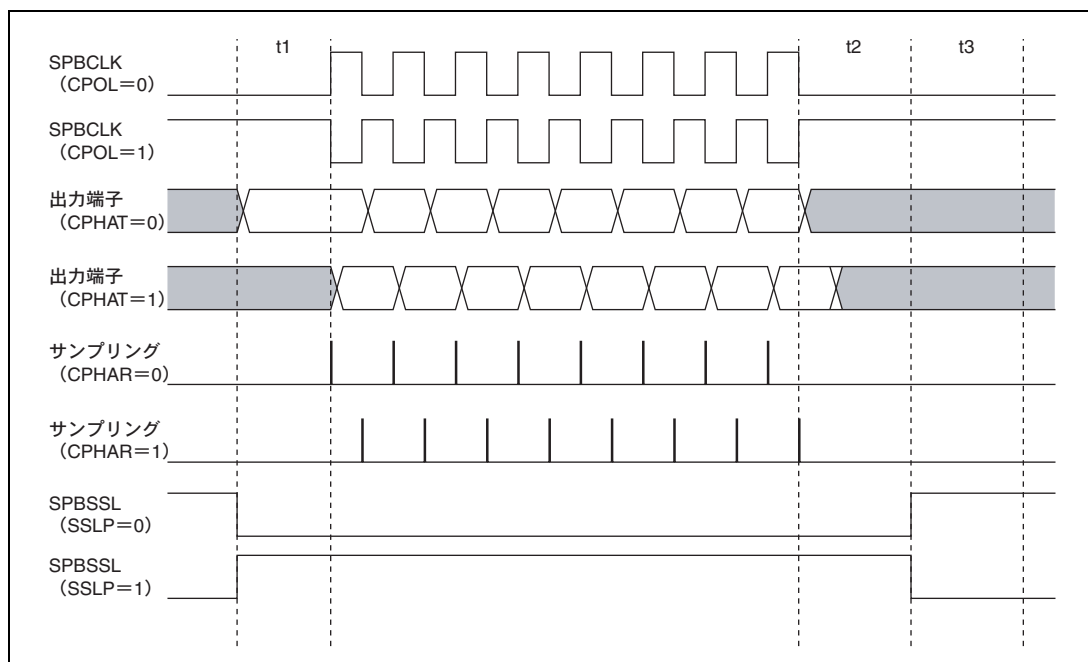 t1
t2
t3
SPBCLK
（CPOL＝0）
SPBCLK
（CPOL＝1）
出力端子
（CPHAT＝0）
出力端子
（CPHAT＝1）
サンプリング
（CPHAR＝0）
サンプリング
（CPHAR＝1）
SPBSSL
（SSLP＝0）
SPBSSL
（SSLP＝1）